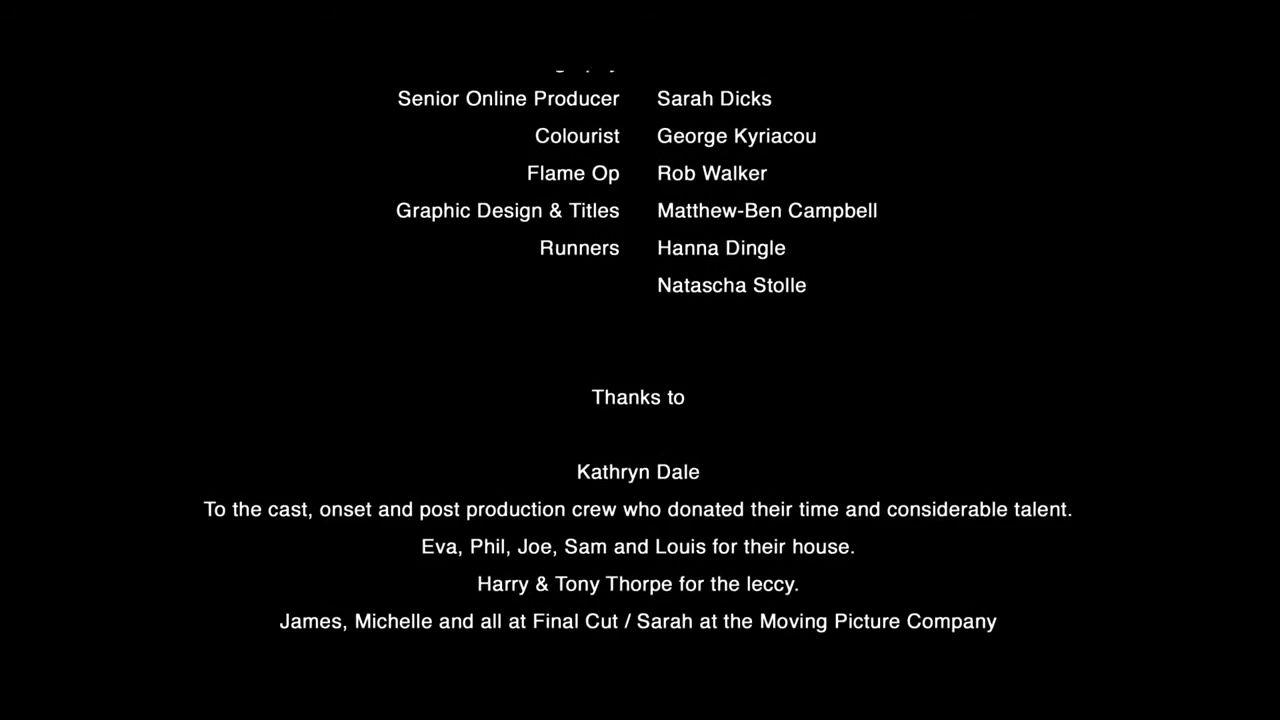 Senior Online Producer Sarah Dicks
Colourist George Kyriacou
Flame Op Rob Walker
Graphic Design & Titles Matthew-Ben Campbell
Runners Hanna Dingle
Natascha Stolle
Thanks to
Kathryn Dale
To the cast, onset and post production crew who donated their time and considerable talent.
Eva, Phil, Joe, Sam and Louis for their house.
Harry & Tony Thorpe for the leccy.
James, Michelle and all at Final Cut / Sarah at the Moving Picture Company